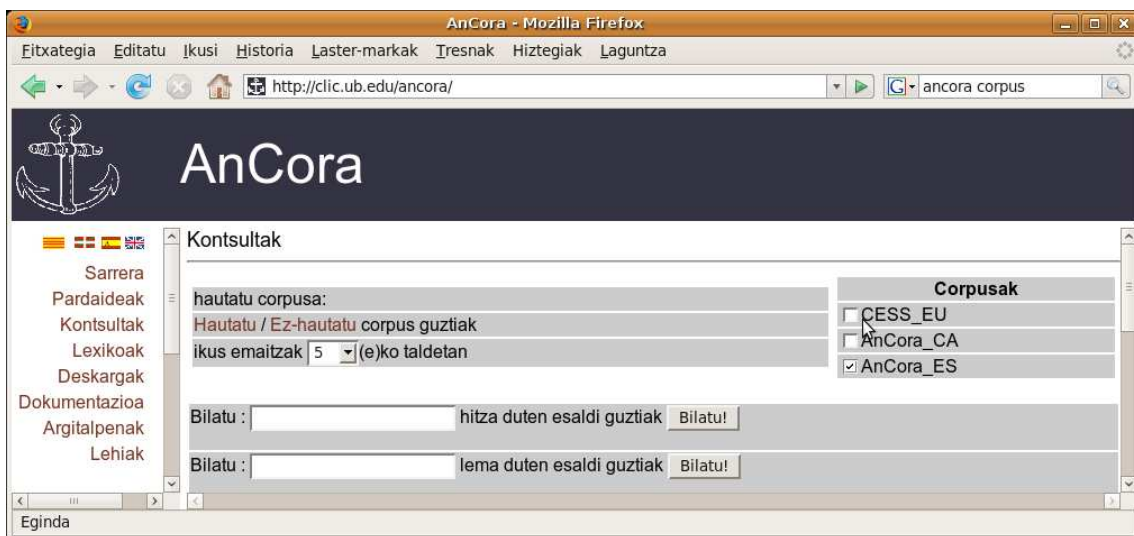 AnCora - Mozilla Firefox
Fitxategia Editatu Ikusi Historia Laster-markak Tresnak Hiztegiak Laguntza
http://clic.ub.edu/ancora/ G ancora corpus
AnCora
Kontsultak
Sarrera
Pardaideak
Kontsultak
Lexikoak
Deskargak
Dokumentazioa
Argitalpenak
Lehiak
hautatu corpusa:
Hautatu / Ez-hautatu corpus guztiak
ikus emaitzak 5 (e)ko taldetan
Corpusak
CESS_EU
AnCora_CA
AnCora_ES
Bilatu : hitza duten esaldi guztiak Bilatu!
Bilatu : lema duten esaldi guztiak Bilatu!
Eginda